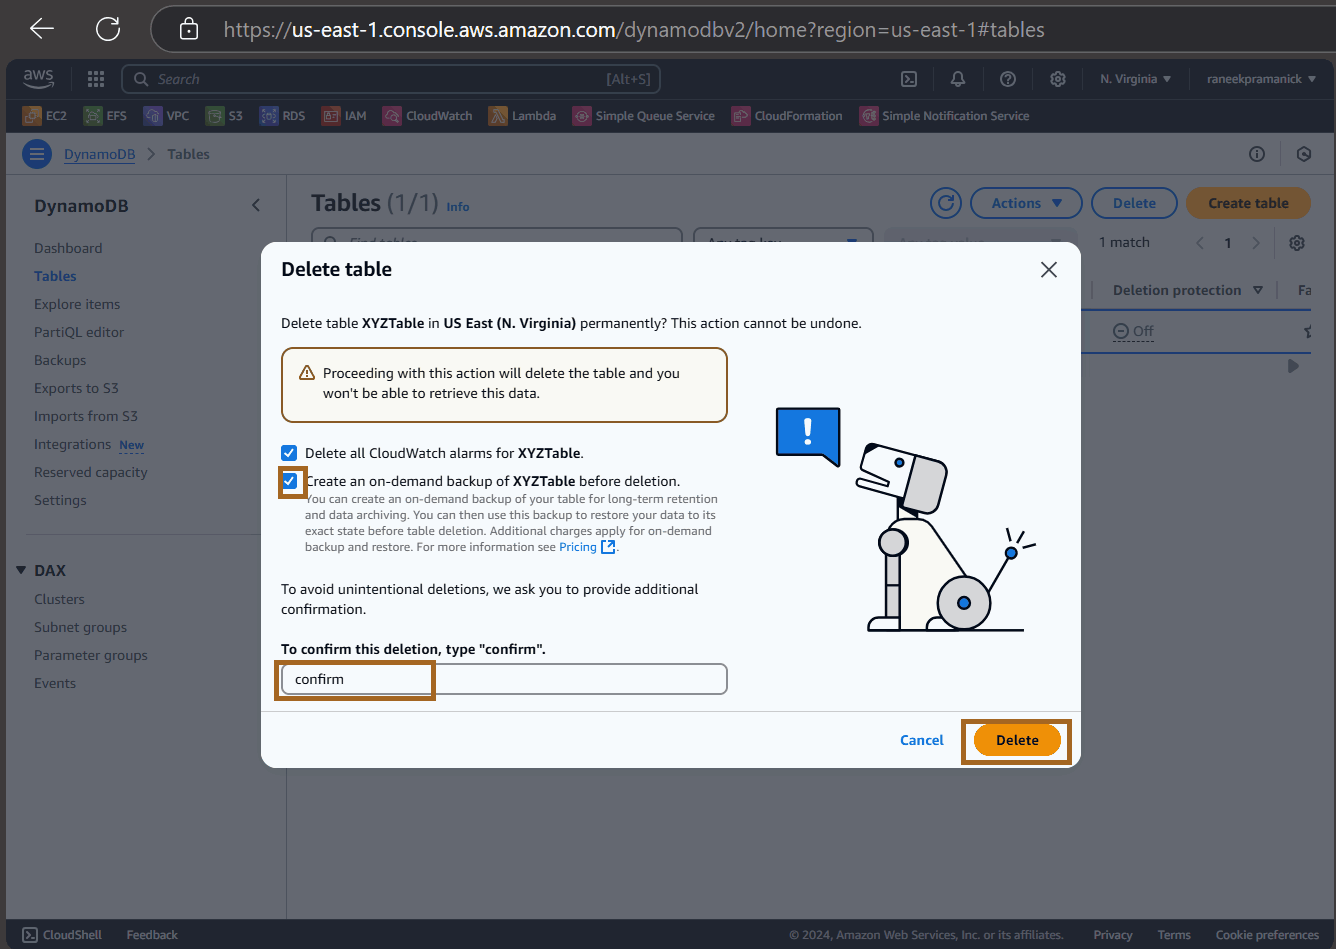 https://us-east-1.console.aws.amazon.com/dynamodbv2/home?region=us-east-1#tables
aws
Search
[Alt+S]
N. Virginia
raneekpramanick
EC2
EFS
VPC
S3
RDS
IAM
CloudWatch
Lambda
Simple Queue Service
CloudFormation
Simple Notification Service
DynamoDB
Tables
DynamoDB
Dashboard
Tables
Explore items
PartiQL editor
Backups
Exports to S3
Imports from S3
Integrations New
Reserved capacity
Settings
DAX
Clusters
Subnet groups
Parameter groups
Events
Tables (1/1) Info
Actions
Delete
Create table
Find tables
Any tag key
1 match
1
Deletion protection
Fa
Off
Delete table
Delete table XYZTable in US East (N. Virginia) permanently? This action cannot be undone.
Proceeding with this action will delete the table and you
won't be able to retrieve this data.
Delete all CloudWatch alarms for XYZTable.
Create an on-demand backup of XYZTable before deletion.
You can create an on-demand backup of your table for long-term retention
and data archiving. You can then use this backup to restore your data to its
exact state before table deletion. Additional charges apply for on-demand
backup and restore. For more information see Pricing.
!
To avoid unintentional deletions, we ask you to provide additional
confirmation.
To confirm this deletion, type "confirm".
confirm
Cancel
Delete
CloudShell
Feedback
© 2024, Amazon Web Services, Inc. or its affiliates.
Privacy
Terms
Cookie preferences